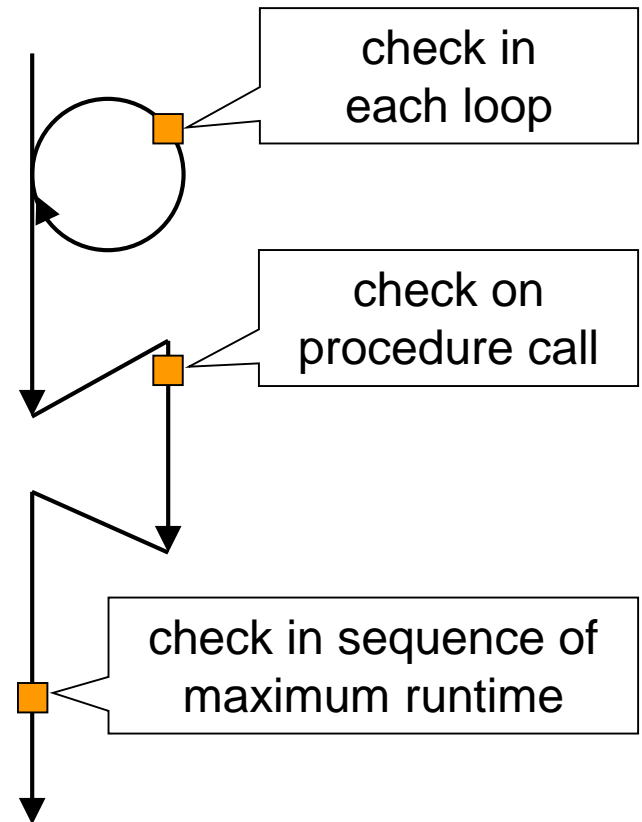 check in
each loop
check on
procedure call
check in sequence of
maximum runtime